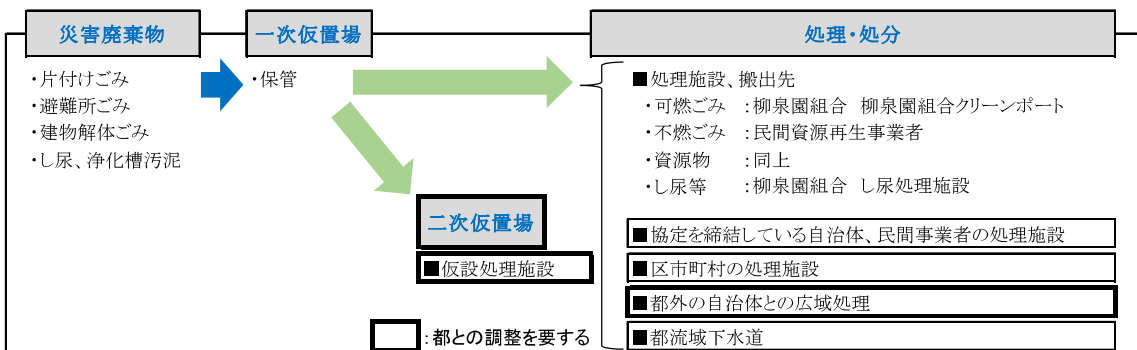 災害廃棄物
・片付けごみ
・避難所ごみ
・建物解体ごみ
・し尿、浄化槽汚泥
一次仮置場
・保管
二次仮置場
■仮設処理施設
:都との調整を要する
処理・処分
■処理施設、搬出先
・可燃ごみ :柳泉園組合 柳泉園組合クリーンポート
・不燃ごみ :民間資源再生事業者
・資源物 :同上
・し尿等 :柳泉園組合 し尿処理施設
■協定を締結している自治体、民間事業者の処理施設
■区市町村の処理施設
■都外の自治体との広域処理
■都流域下水道